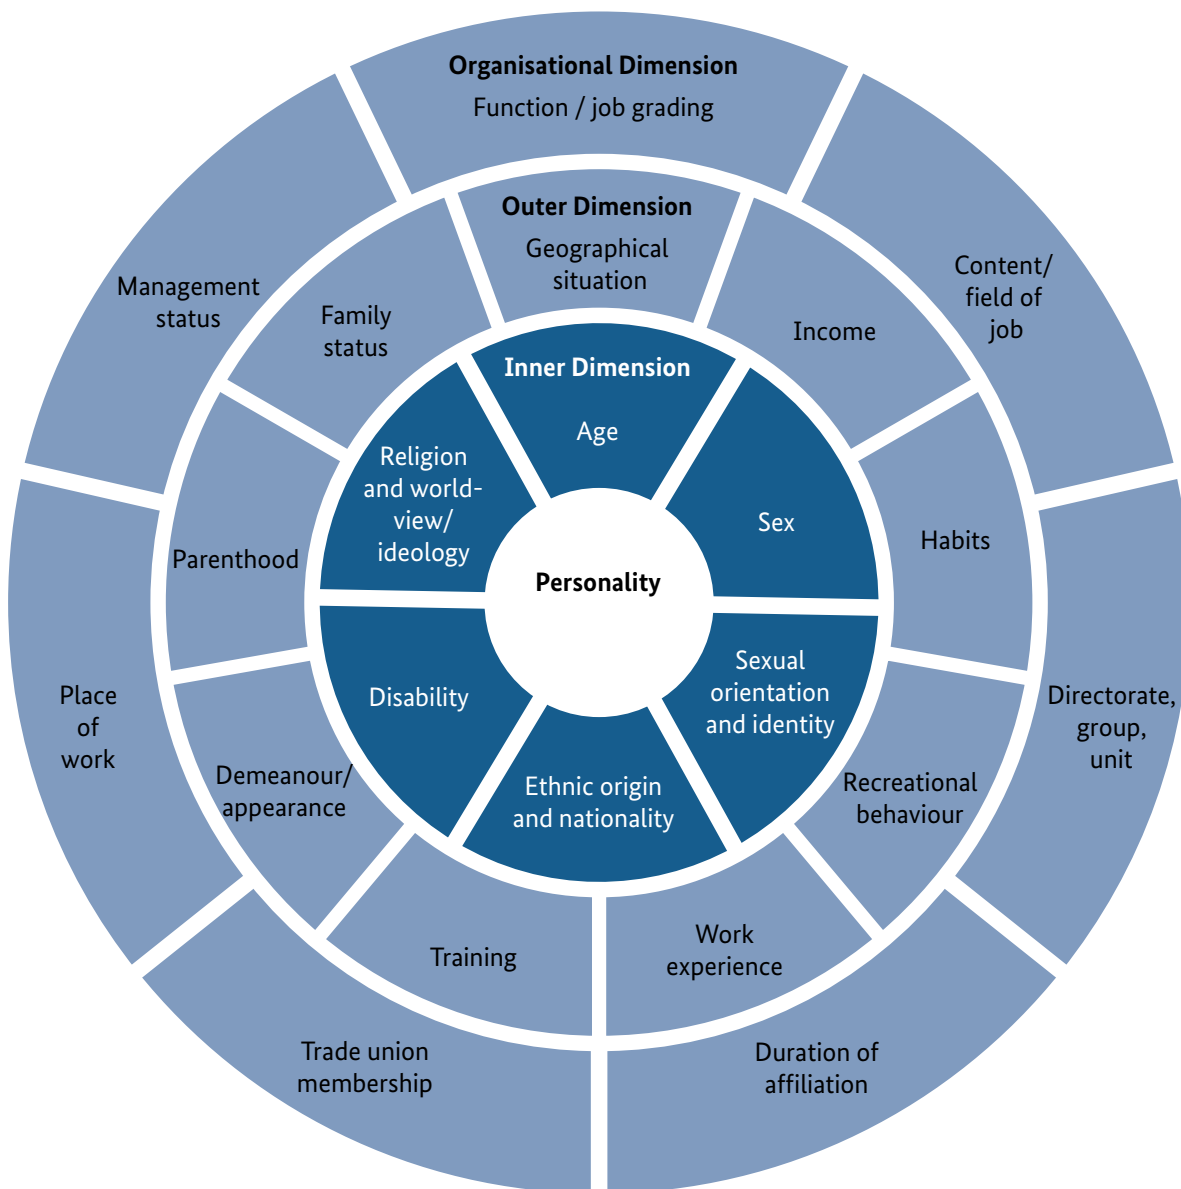 Organisational Dimension
Function / job grading
Content/
field of
job
Directorate,
group,
unit
Duration of
affiliation
Trade union
membership
Place
of
work
Management
status
Outer Dimension
Geographical
situation
Income
Habits
Recreational
behaviour
Work
experience
Training
Demeanour/
appearance
Parenthood
Family
status
Inner Dimension
Age
Sex
Sexual
orientation
and identity
Ethnic origin
and nationality
Disability
Religion
and world-
view/
ideology
Personality